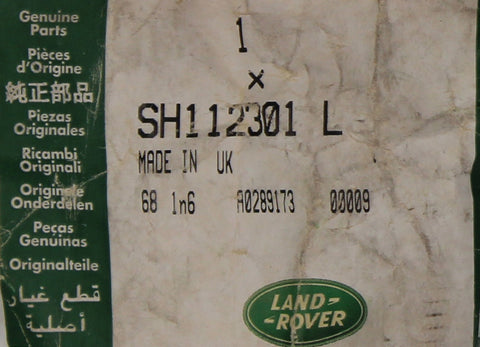 Genuine
Parts
Pièces
d'Origine
純正部品
Piezas
Originales
Ricambi
Originali
Originele
Onderdelen
Peças
Genuinas
Originalteile
قطع غيار
أصلية
1
x
SH112301 L
MADE IN UK
68 1n6 A0289173 00009
LAND-
ROVER